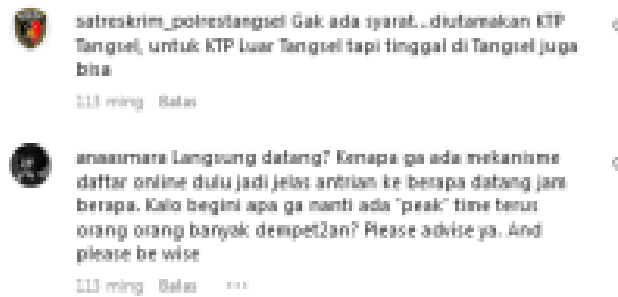 satreskrim_polrestangsel Gak ada syarat...diutamakan KTP
Tangsel, untuk KTP Luar Tangsel tapi tinggal di Tangsel juga
bisa
113 ming Balas
anaasmara Langsung datang? Kenapa ga ada mekanisme
daftar online dulu jadi jelas antrian ke berapa datang jam
berapa. Kalo begini apa ga nanti ada "peak" time terus
orang orang banyak dempet2an? Please advise ya. And
please be wise
113 ming Balas ...